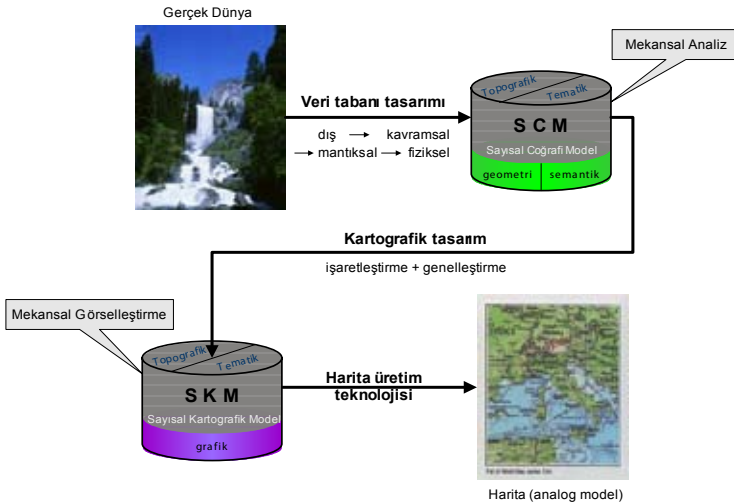 Gerçek Dünya
Mekansal Analiz
Veri tabanı tasarımı
dış → kavramsal
→ mantıksal → fiziksel
Topografik
Tematik
S C M
Sayısal Coğrafi Model
geometri
semantik
Kartografik tasarım
işaretleştirme + genelleştirme
Mekansal Görselleştirme
Topografik
Tematik
S K M
Sayısal Kartografik Model
grafik
Harita üretim
teknolojisi
Harita (analog model)